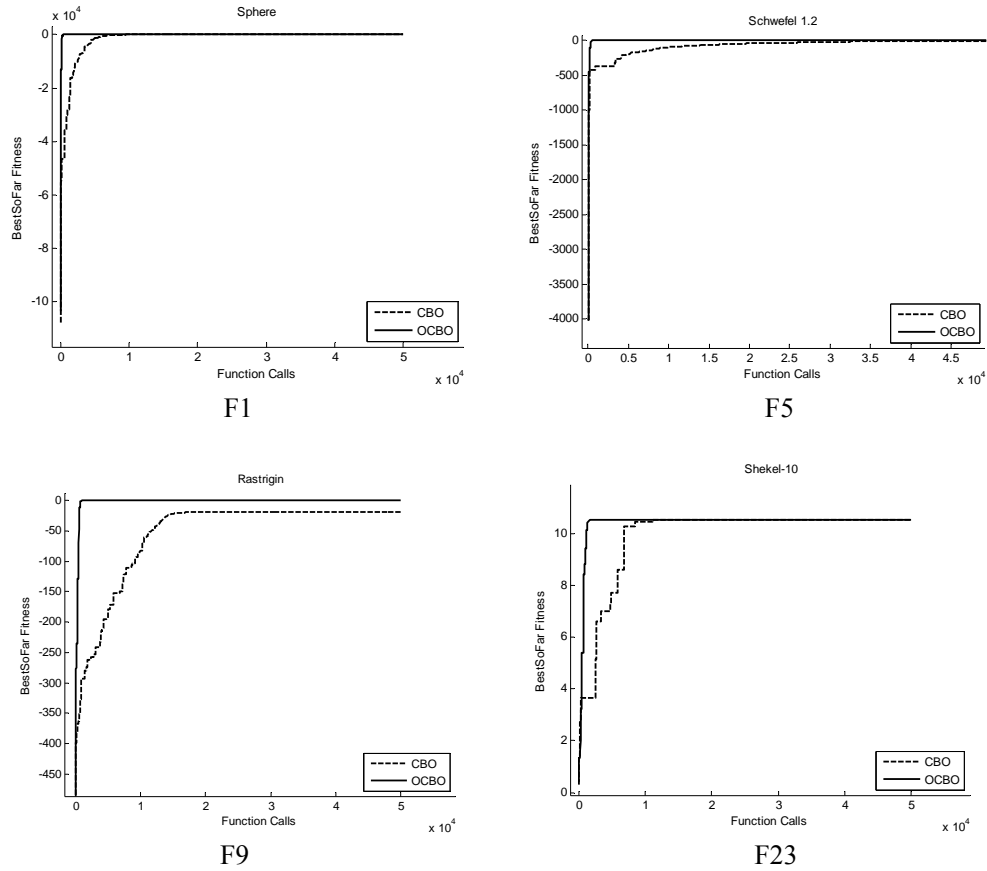 x 10^4
Sphere
0
-2
-4
-6
-8
-10
BestSoFar Fitness
0 1 2 3 4 5
Function Calls
x 10^4
CBO
OCBO
F1
Schwefel 1.2
0
-500
-1000
-1500
-2000
-2500
-3000
-3500
-4000
BestSoFar Fitness
0 0.5 1 1.5 2 2.5 3 3.5 4 4.5
Function Calls
x 10^4
CBO
OCBO
F5
Rastrigin
0
-50
-100
-150
-200
-250
-300
-350
-400
-450
BestSoFar Fitness
0 1 2 3 4 5
Function Calls
x 10^4
CBO
OCBO
F9
Shekel-10
10
8
6
4
2
0
BestSoFar Fitness
0 1 2 3 4 5
Function Calls
x 10^4
CBO
OCBO
F23